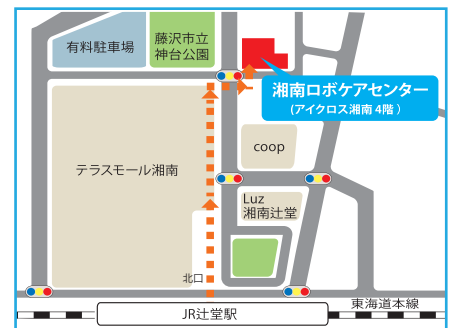 有料駐車場
藤沢市立
神台公園
湘南ロボケアセンター
(アイクロス湘南4階)
coop
テラスモール湘南
Luz
湘南辻堂
北口
東海道本線
JR辻堂駅